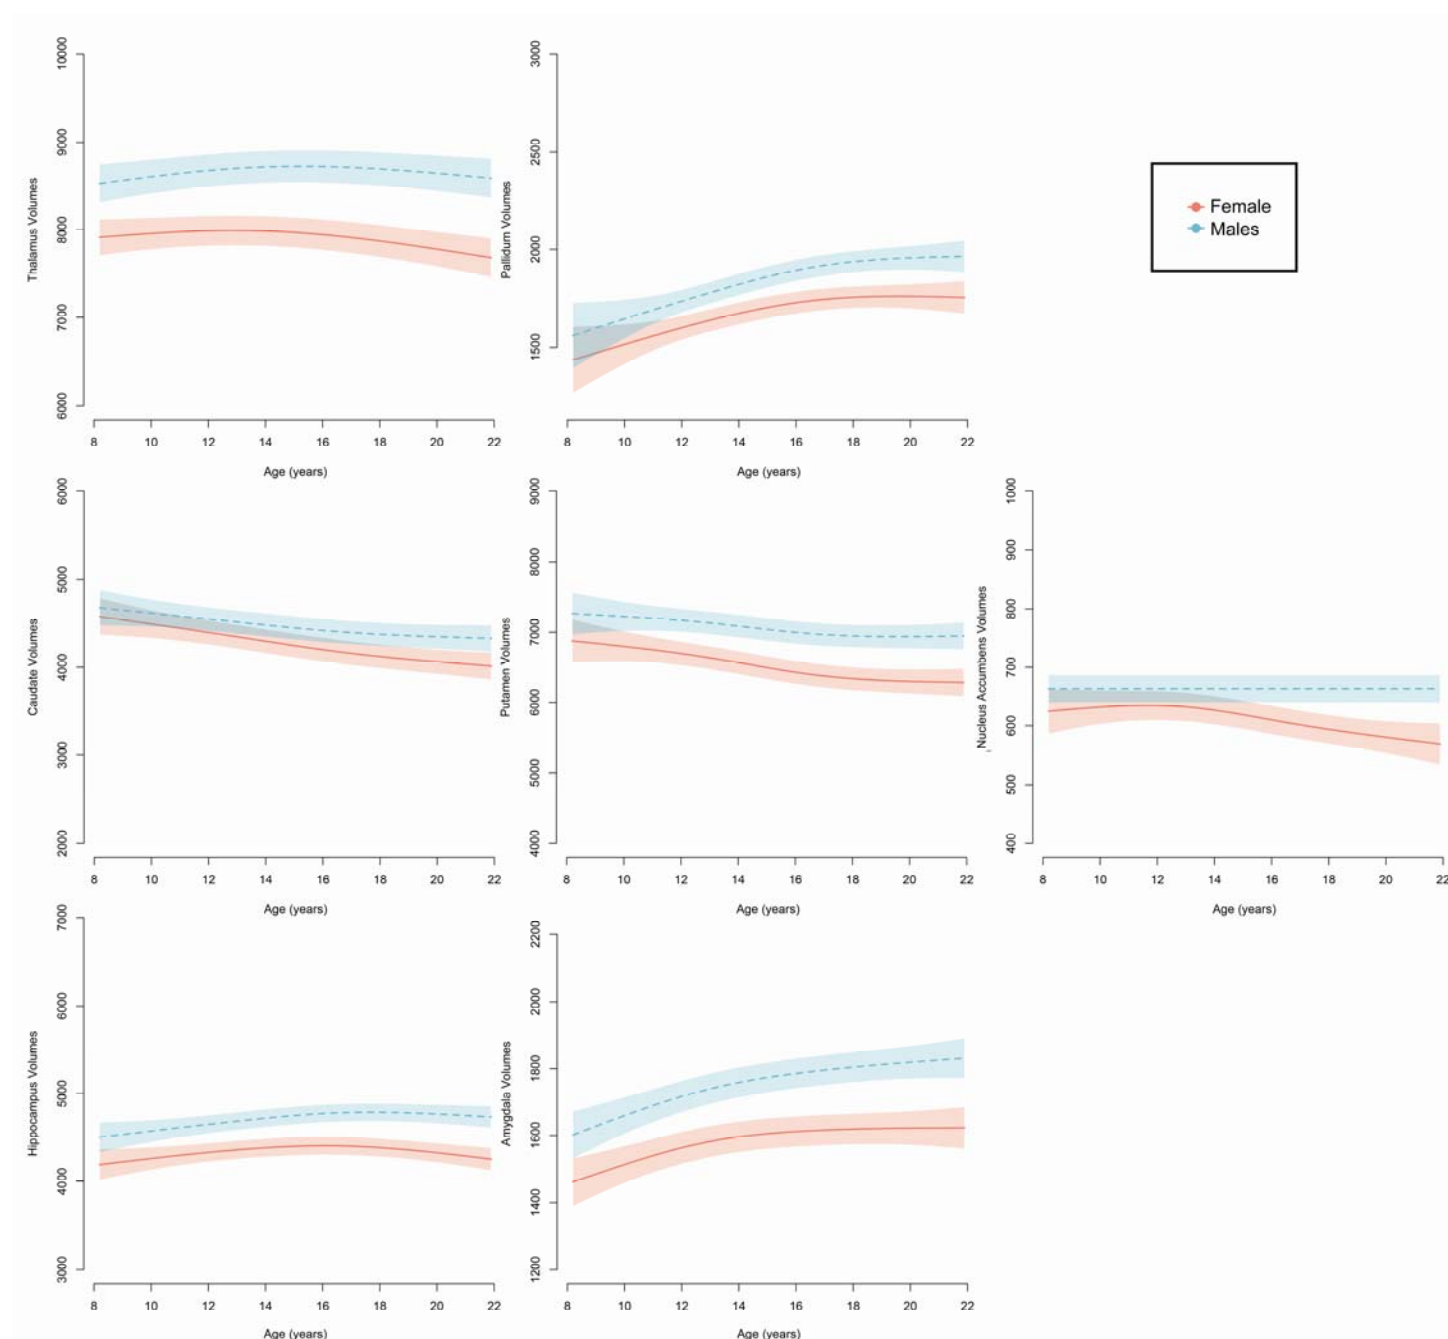 Thalamus Volumes
10000
9000
8000
7000
6000
8 10 12 14 16 18 20 22
Age (years)
Pallidum Volumes
3000
2500
2000
1500
8 10 12 14 16 18 20 22
Age (years)
Female
Males
Caudate Volumes
6000
5000
4000
3000
2000
8 10 12 14 16 18 20 22
Age (years)
Putamen Volumes
9000
8000
7000
6000
5000
4000
8 10 12 14 16 18 20 22
Age (years)
Nucleus Accumbens Volumes
1000
900
800
700
600
500
400
8 10 12 14 16 18 20 22
Age (years)
Hippocampus Volumes
7000
6000
5000
4000
3000
8 10 12 14 16 18 20 22
Age (years)
Amygdala Volumes
2200
2000
1800
1600
1400
1200
8 10 12 14 16 18 20 22
Age (years)